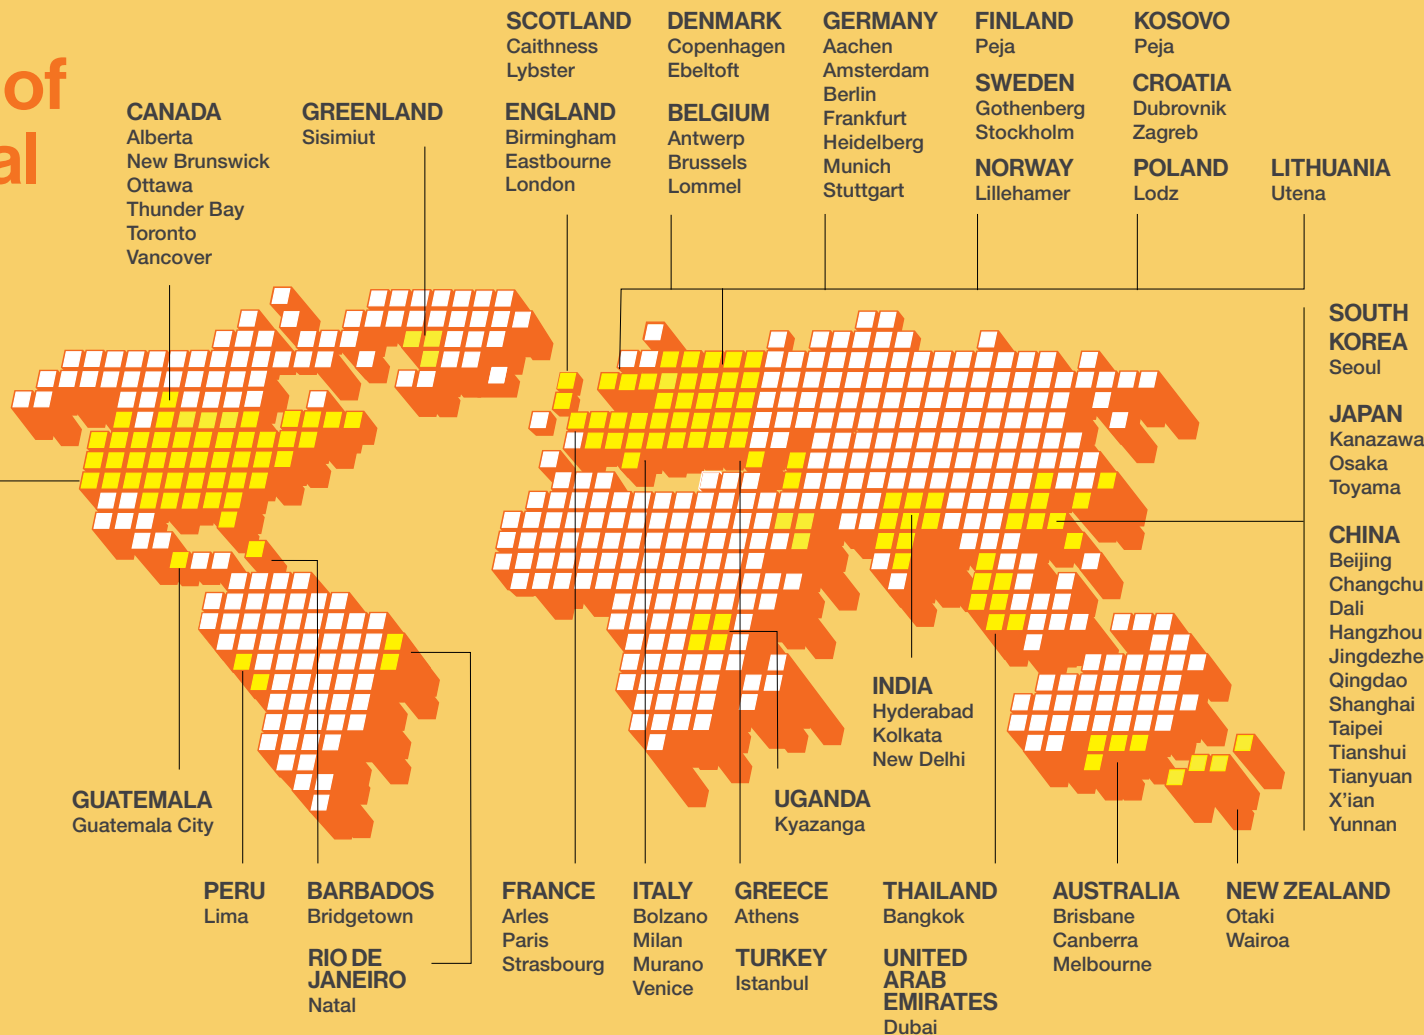 of
al
CANADA
Alberta
New Brunswick
Ottawa
Thunder Bay
Toronto
Vancover
GREENLAND
Sisimiut
SCOTLAND
Caithness
Lybster
ENGLAND
Birmingham
Eastbourne
London
DENMARK
Copenhagen
Ebeltoft
BELGIUM
Antwerp
Brussels
Lommel
GERMANY
Aachen
Amsterdam
Berlin
Frankfurt
Heidelberg
Munich
Stuttgart
FINLAND
Peja
SWEDEN
Gothenberg
Stockholm
NORWAY
Lillehamer
KOSOVO
Peja
CROATIA
Dubrovnik
Zagreb
POLAND
Lodz
LITHUANIA
Utena
SOUTH
KOREA
Seoul
JAPAN
Kanazawa
Osaka
Toyama
CHINA
Beijing
Changchu
Dali
Hangzhou
Jingdezhe
Qingdao
Shanghai
Taipei
Tianshui
Tianyuan
X'ian
Yunnan
INDIA
Hyderabad
Kolkata
New Delhi
UGANDA
Kyazanga
GUATEMALA
Guatemala City
PERU
Lima
BARBADOS
Bridgetown
RIO DE
JANEIRO
Natal
FRANCE
Arles
Paris
Strasbourg
ITALY
Bolzano
Milan
Murano
Venice
GREECE
Athens
TURKEY
Istanbul
THAILAND
Bangkok
UNITED
ARAB
EMIRATES
Dubai
AUSTRALIA
Brisbane
Canberra
Melbourne
NEW ZEALAND
Otaki
Wairoa